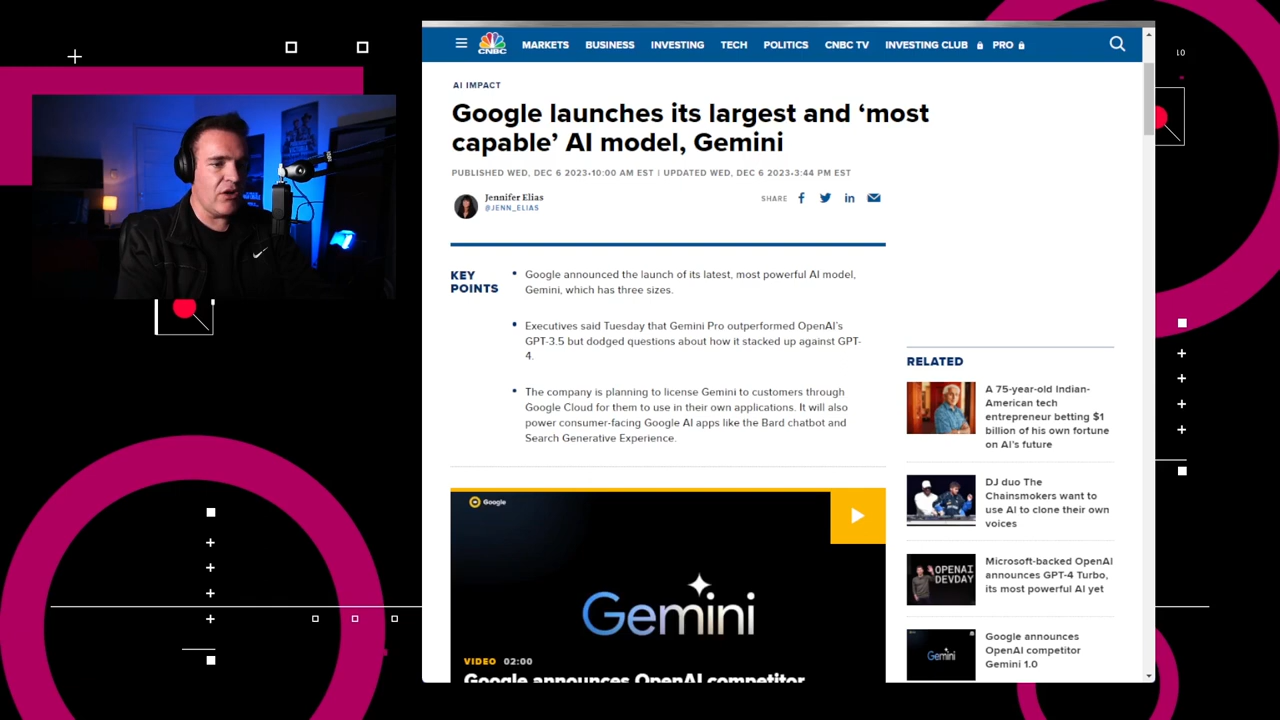 CNBC
MARKETS BUSINESS INVESTING TECH POLITICS CNBC TV INVESTING CLUB PRO
AI IMPACT
Google launches its largest and ‘most
capable’ AI model, Gemini
PUBLISHED WED, DEC 6 2023•10:00 AM EST | UPDATED WED, DEC 6 2023•3:44 PM EST
Jennifer Elias
@JENN_ELIAS
SHARE
KEY
POINTS
• Google announced the launch of its latest, most powerful AI model,
Gemini, which has three sizes.
• Executives said Tuesday that Gemini Pro outperformed OpenAI’s
GPT-3.5 but dodged questions about how it stacked up against GPT-
4.
• The company is planning to license Gemini to customers through
Google Cloud for them to use in their own applications. It will also
power consumer-facing Google AI apps like the Bard chatbot and
Search Generative Experience.
Google
Gemini
VIDEO 02:00
Google announces OpenAI competitor
RELATED
A 75-year-old Indian-
American tech
entrepreneur betting $1
billion of his own fortune
on AI’s future
DJ duo The
Chainsmokers want to
use AI to clone their own
voices
OPENAI
DEVDAY
Microsoft-backed OpenAI
announces GPT-4 Turbo,
its most powerful AI yet
Gemini
Google announces
OpenAI competitor
Gemini 1.0
10